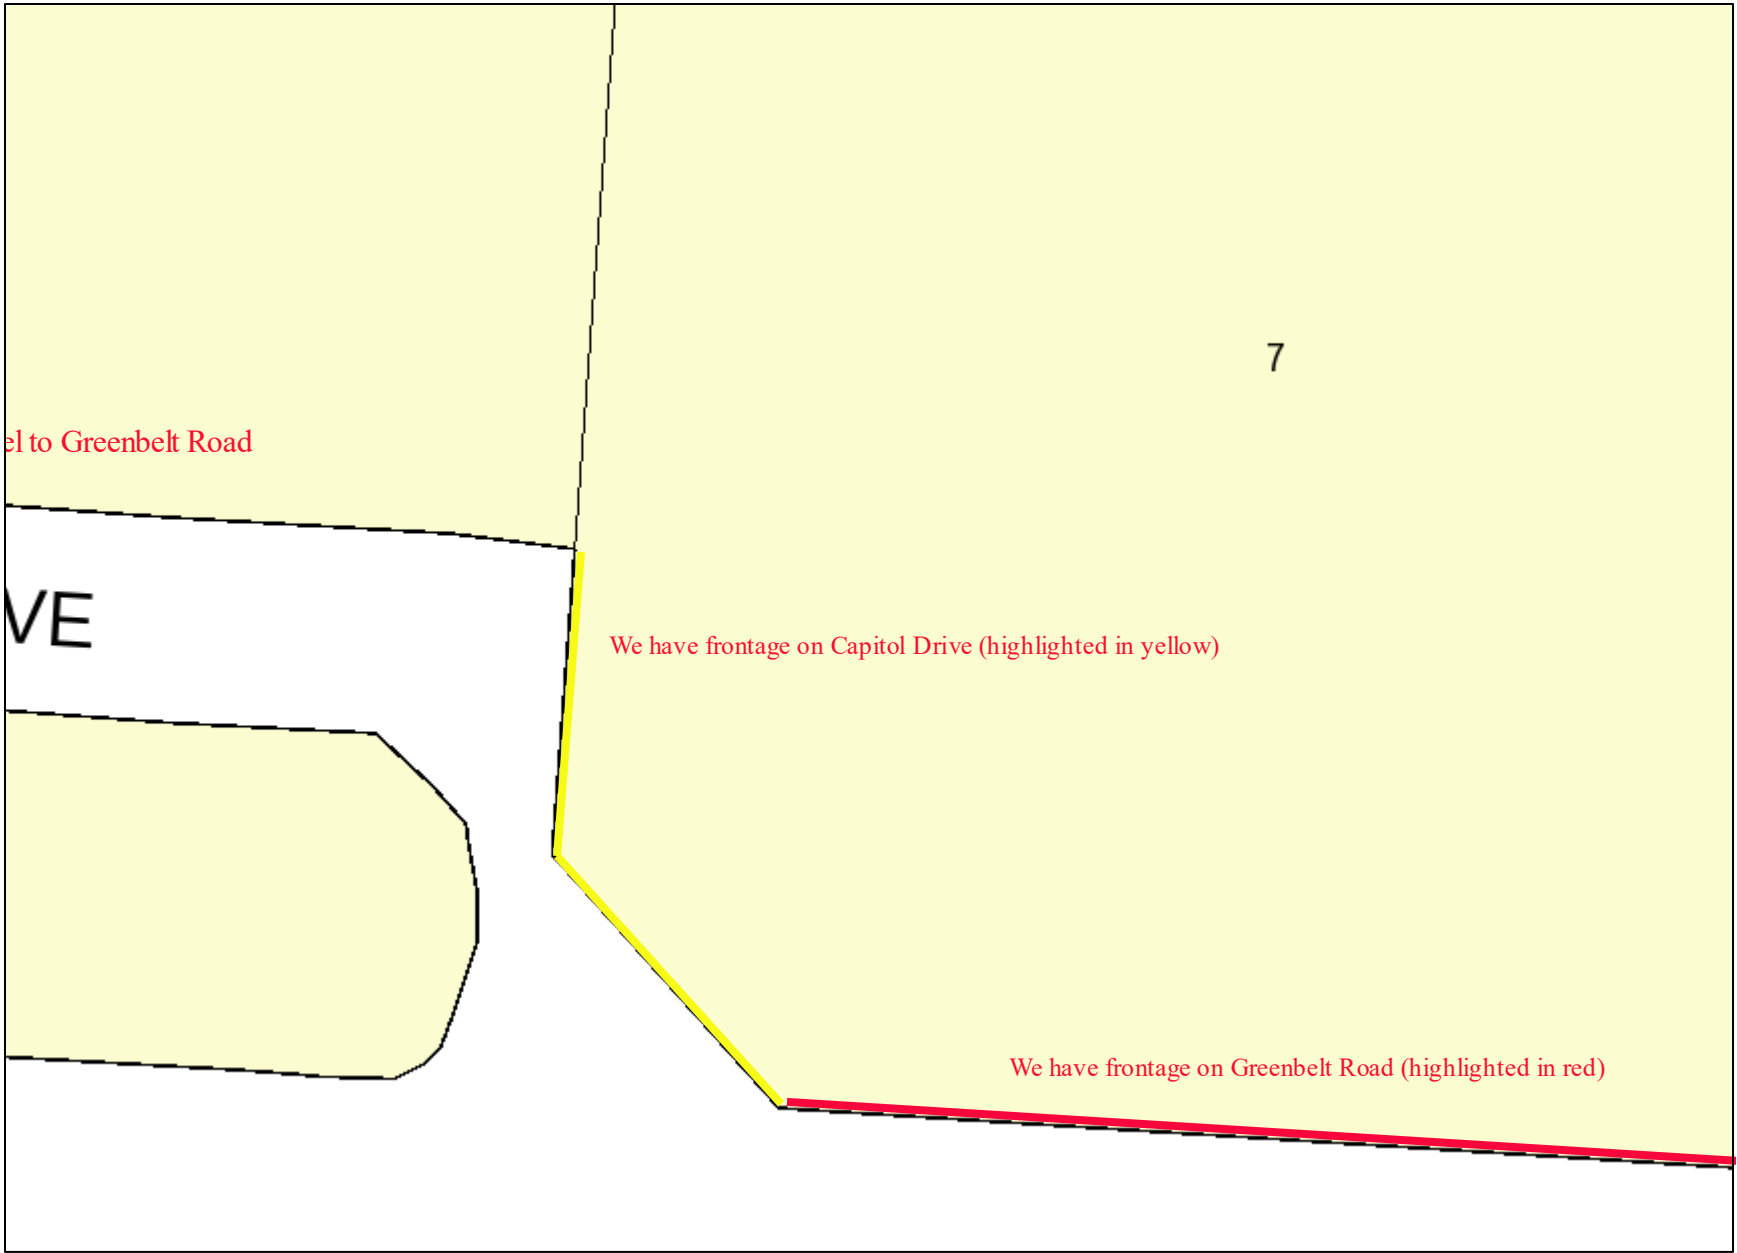 7
el to Greenbelt Road
VE
We have frontage on Capitol Drive (highlighted in yellow)
We have frontage on Greenbelt Road (highlighted in red)